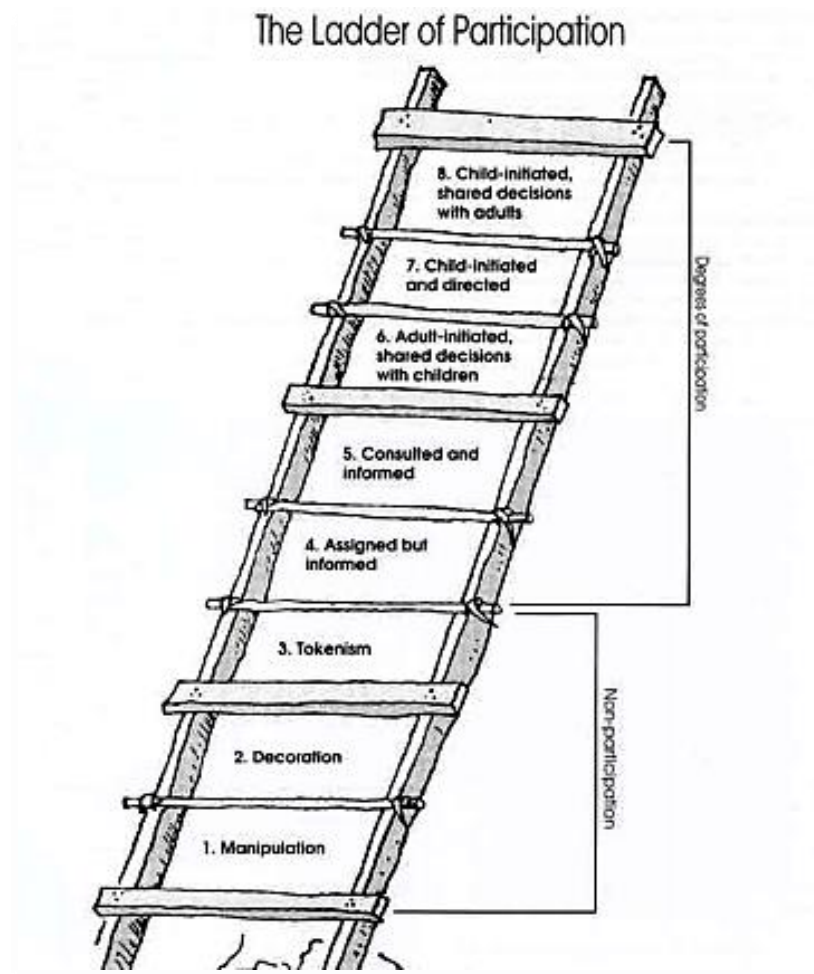 The Ladder of Participation
8. Child-initiated,
shared decisions
with adults
7. Child-initiated
and directed
6. Adult-initiated,
shared decisions
with children
5. Consulted and
informed
4. Assigned but
informed
3. Tokenism
2. Decoration
1. Manipulation
Degrees of participation
Non-participation